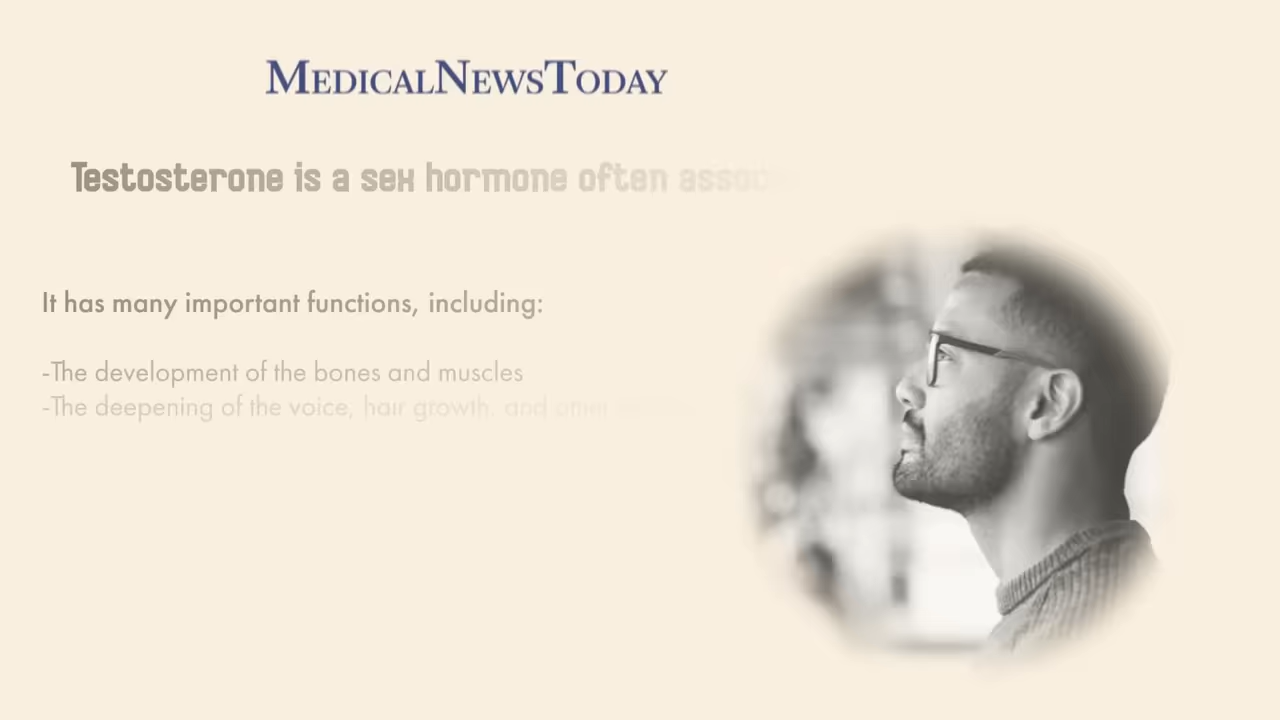 MedicalNewsToday
Testosterone is a sex hormone often
It has many important functions, including:
-The development of the bones and muscles
-The deepening of the voice, hair growth, and other